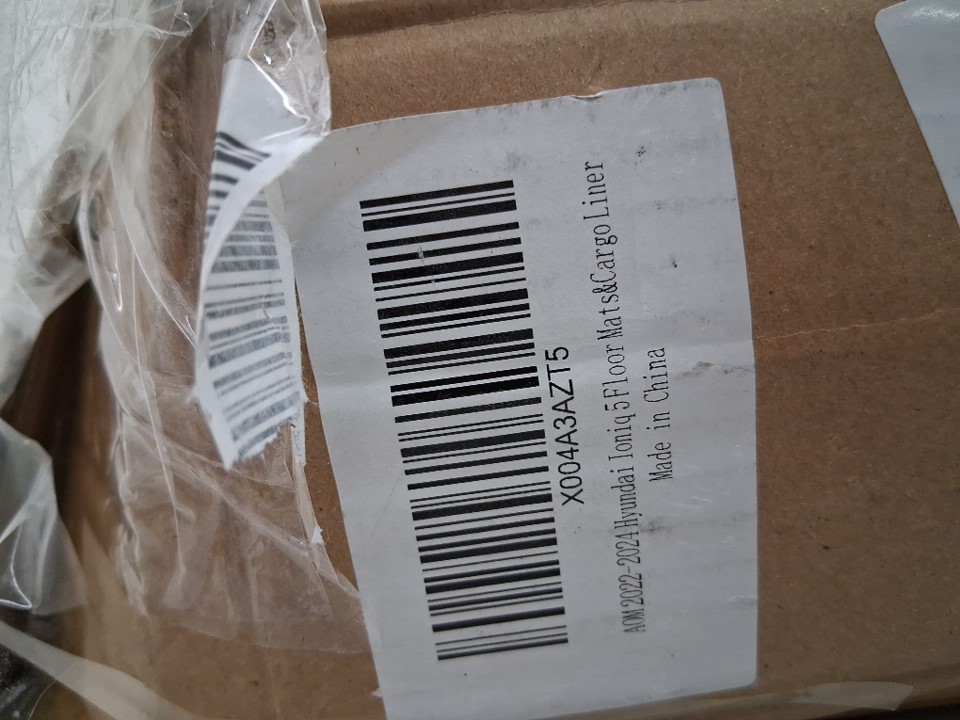 X004A3AZT5
AOM 2022-2024 Hyundai Ioniq 5 Floor Mats&Cargo Liner
Made in China